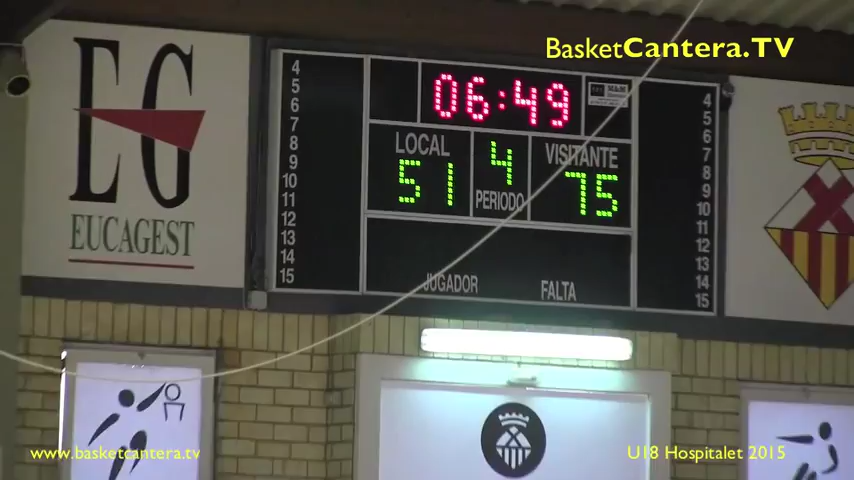 BasketCantera.TV
EG
EUCAGEST
4
5
6
7
8
9
10
11
12
13
14
15
06:49
LOCAL
51
4
PERIODO
VISITANTE
75
JUGADOR
FALTA
4
5
6
7
8
9
10
11
12
13
14
15
www.basketcantera.tv
U18 Hospitalet 2015